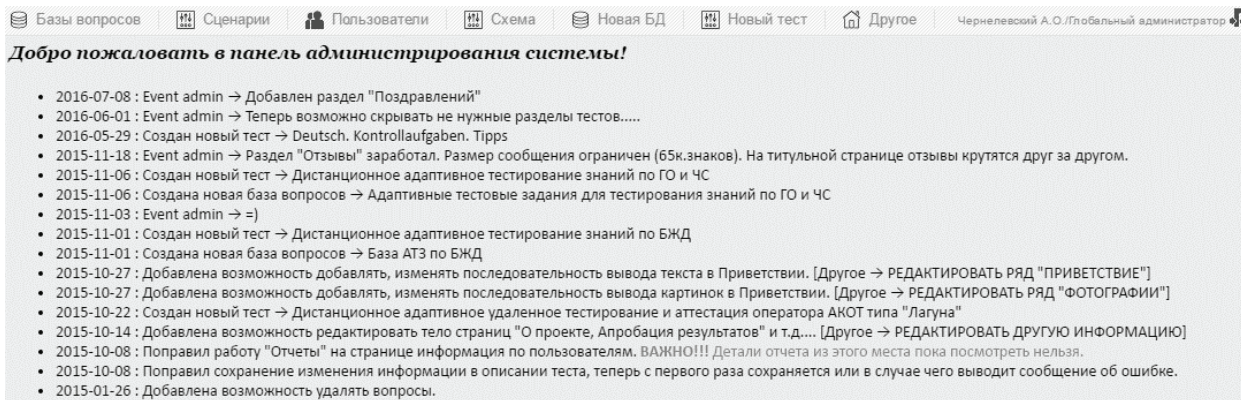 Базы вопросов Сценарии Пользователи Схема Новая БД Новый тест Другое Чернелевский А.О./Глобальный администратор
Добро пожаловать в панель администрирования системы!
• 2016-07-08 : Event admin → Добавлен раздел "Поздравлений"
• 2016-06-01 : Event admin → Теперь возможно скрывать не нужные разделы тестов.....
• 2016-05-29 : Создан новый тест → Deutsch. Kontrollaufgaben. Tipps
• 2015-11-18 : Event admin → Раздел "Отзывы" заработал. Размер сообщения ограничен (65к.знаков). На титульной странице отзывы крутятся друг за другом.
• 2015-11-06 : Создан новый тест → Дистанционное адаптивное тестирование знаний по ГО и ЧС
• 2015-11-06 : Создана новая база вопросов → Адаптивные тестовые задания для тестирования знаний по ГО и ЧС
• 2015-11-03 : Event admin → =)
• 2015-11-01 : Создан новый тест → Дистанционное адаптивное тестирование знаний по БЖД
• 2015-11-01 : Создана новая база вопросов → База АТЗ по БЖД
• 2015-10-27 : Добавлена возможность добавлять, изменять последовательность вывода текста в Приветствии. [Другое → РЕДАКТИРОВАТЬ РЯД "ПРИВЕТСТВИЕ"]
• 2015-10-27 : Добавлена возможность добавлять, изменять последовательность вывода картинок в Приветствии. [Другое → РЕДАКТИРОВАТЬ РЯД "ФОТОГРАФИИ"]
• 2015-10-22 : Создан новый тест → Дистанционное адаптивное удаленное тестирование и аттестация оператора АКОТ типа "Лагуна"
• 2015-10-14 : Добавлена возможность редактировать тело страниц "О проекте, Апробация результатов" и т.д.... [Другое → РЕДАКТИРОВАТЬ ДРУГУЮ ИНФОРМАЦИЮ]
• 2015-10-08 : Поправил работу "Отчеты" на странице информация по пользователям. ВАЖНО!!! Детали отчета из этого места пока посмотреть нельзя.
• 2015-10-08 : Поправил сохранение изменения информации в описании теста, теперь с первого раза сохраняется или в случае чего выводит сообщение об ошибке.
• 2015-01-26 : Добавлена возможность удалять вопросы.